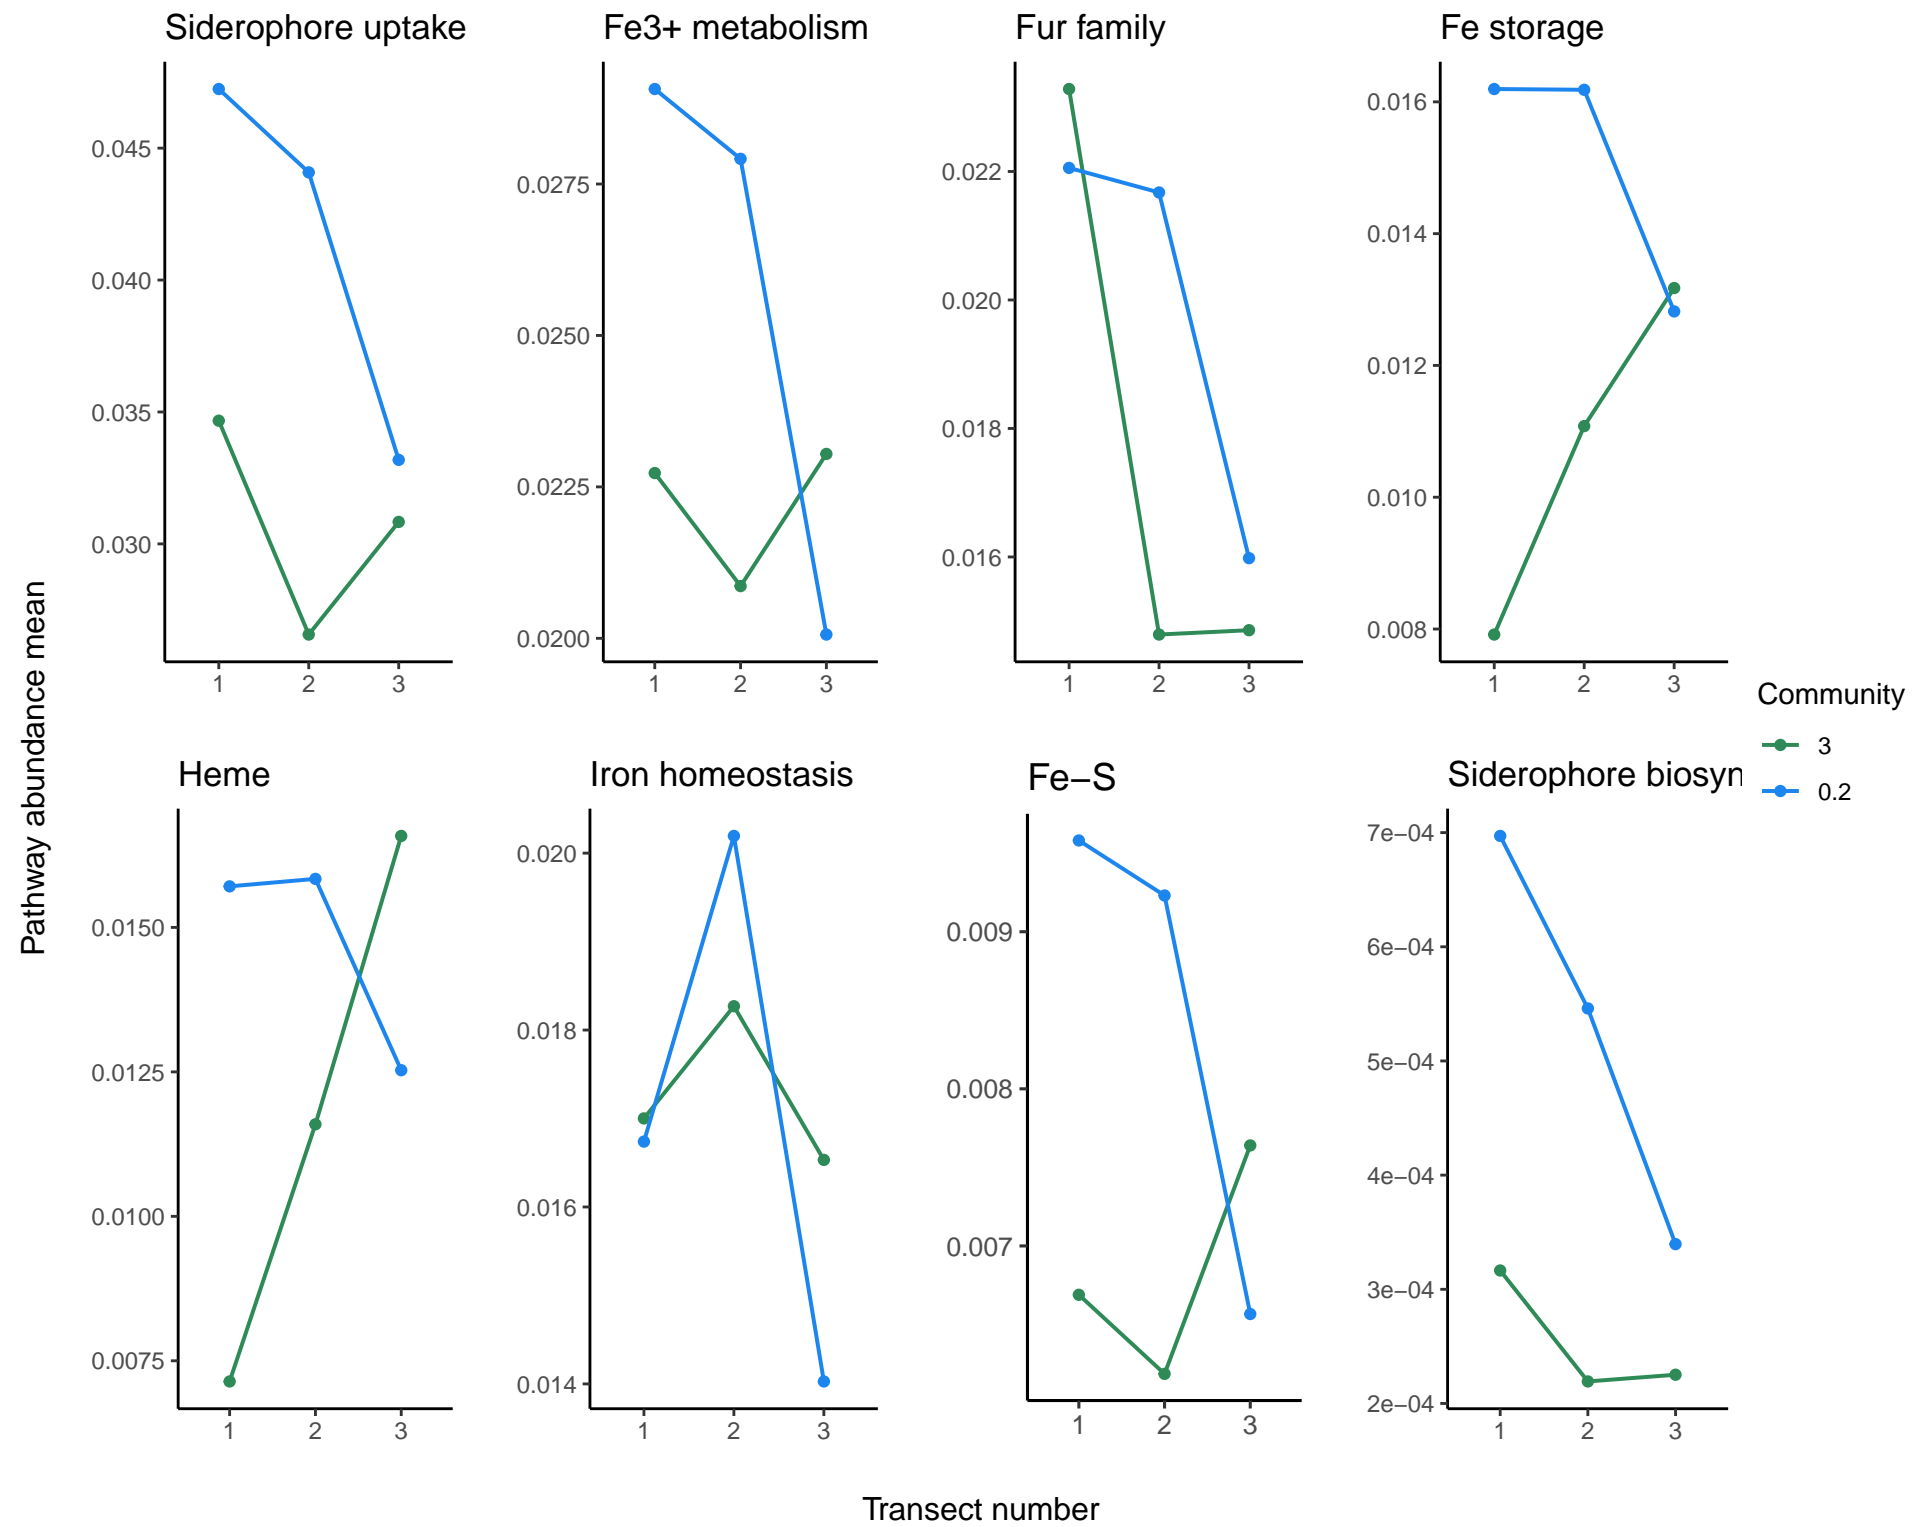 Siderophore uptake
Fe3+ metabolism
Fur family
Fe storage
0.045
0.040
0.035
0.030
1 2 3
0.0275
0.0250
0.0225
0.0200
1 2 3
0.022
0.020
0.018
0.016
1 2 3
0.016
0.014
0.012
0.010
0.008
1 2 3
Pathway abundance mean
Community
3
0.2
Heme
Iron homeostasis
Fe−S
Siderophore biosyn
0.0150
0.0125
0.0100
0.0075
1 2 3
0.020
0.018
0.016
0.014
1 2 3
0.009
0.008
0.007
1 2 3
7e−04
6e−04
5e−04
4e−04
3e−04
2e−04
1 2 3
Transect number